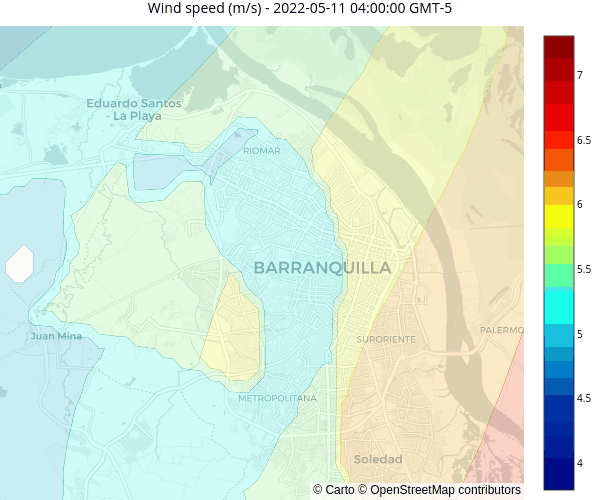 Wind speed (m/s) - 2022-05-11 04:00:00 GMT-5
Eduardo Santos
- La Playa
RIOMAR
BARRANQUILLA
Juan Mina
SURORIENTE
PALERMO
METROPOLITANA
Soledad
© Carto © OpenStreetMap contributors
7
6.5
6
5.5
5
4.5
4